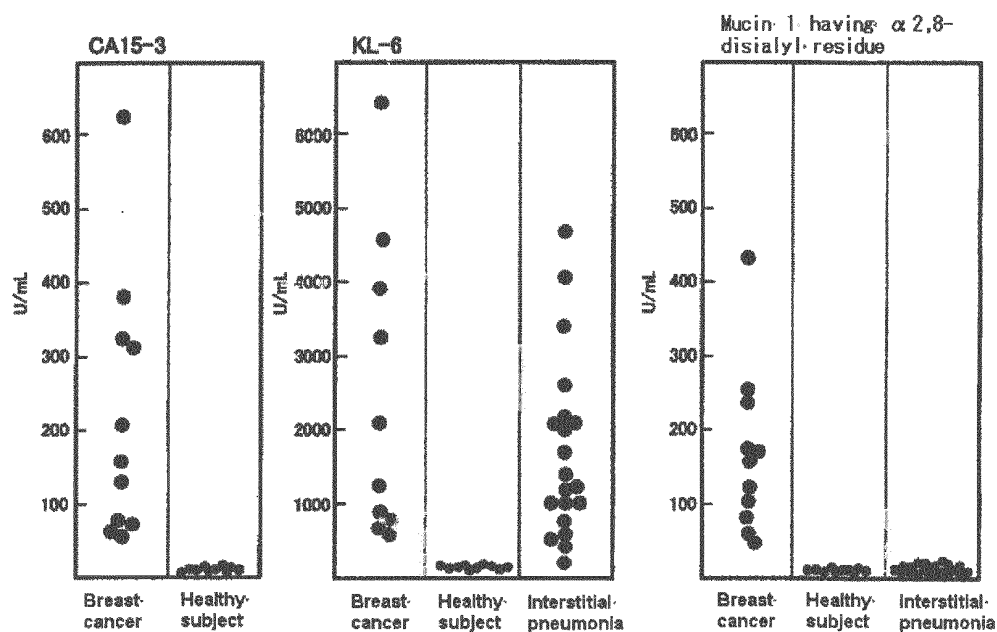 CA15-3
600
500
400
300
200
100
U/mL
Breast
cancer
Healthy
subject
KL-6
6000
5000
4000
3000
2000
1000
U/mL
Breast
cancer
Healthy
subject
Interstitial
pneumonia
Mucin 1 having α 2,8-
disialyl residue
600
500
400
300
200
100
U/mL
Breast
cancer
Healthy
subject
Interstitial
pneumonia